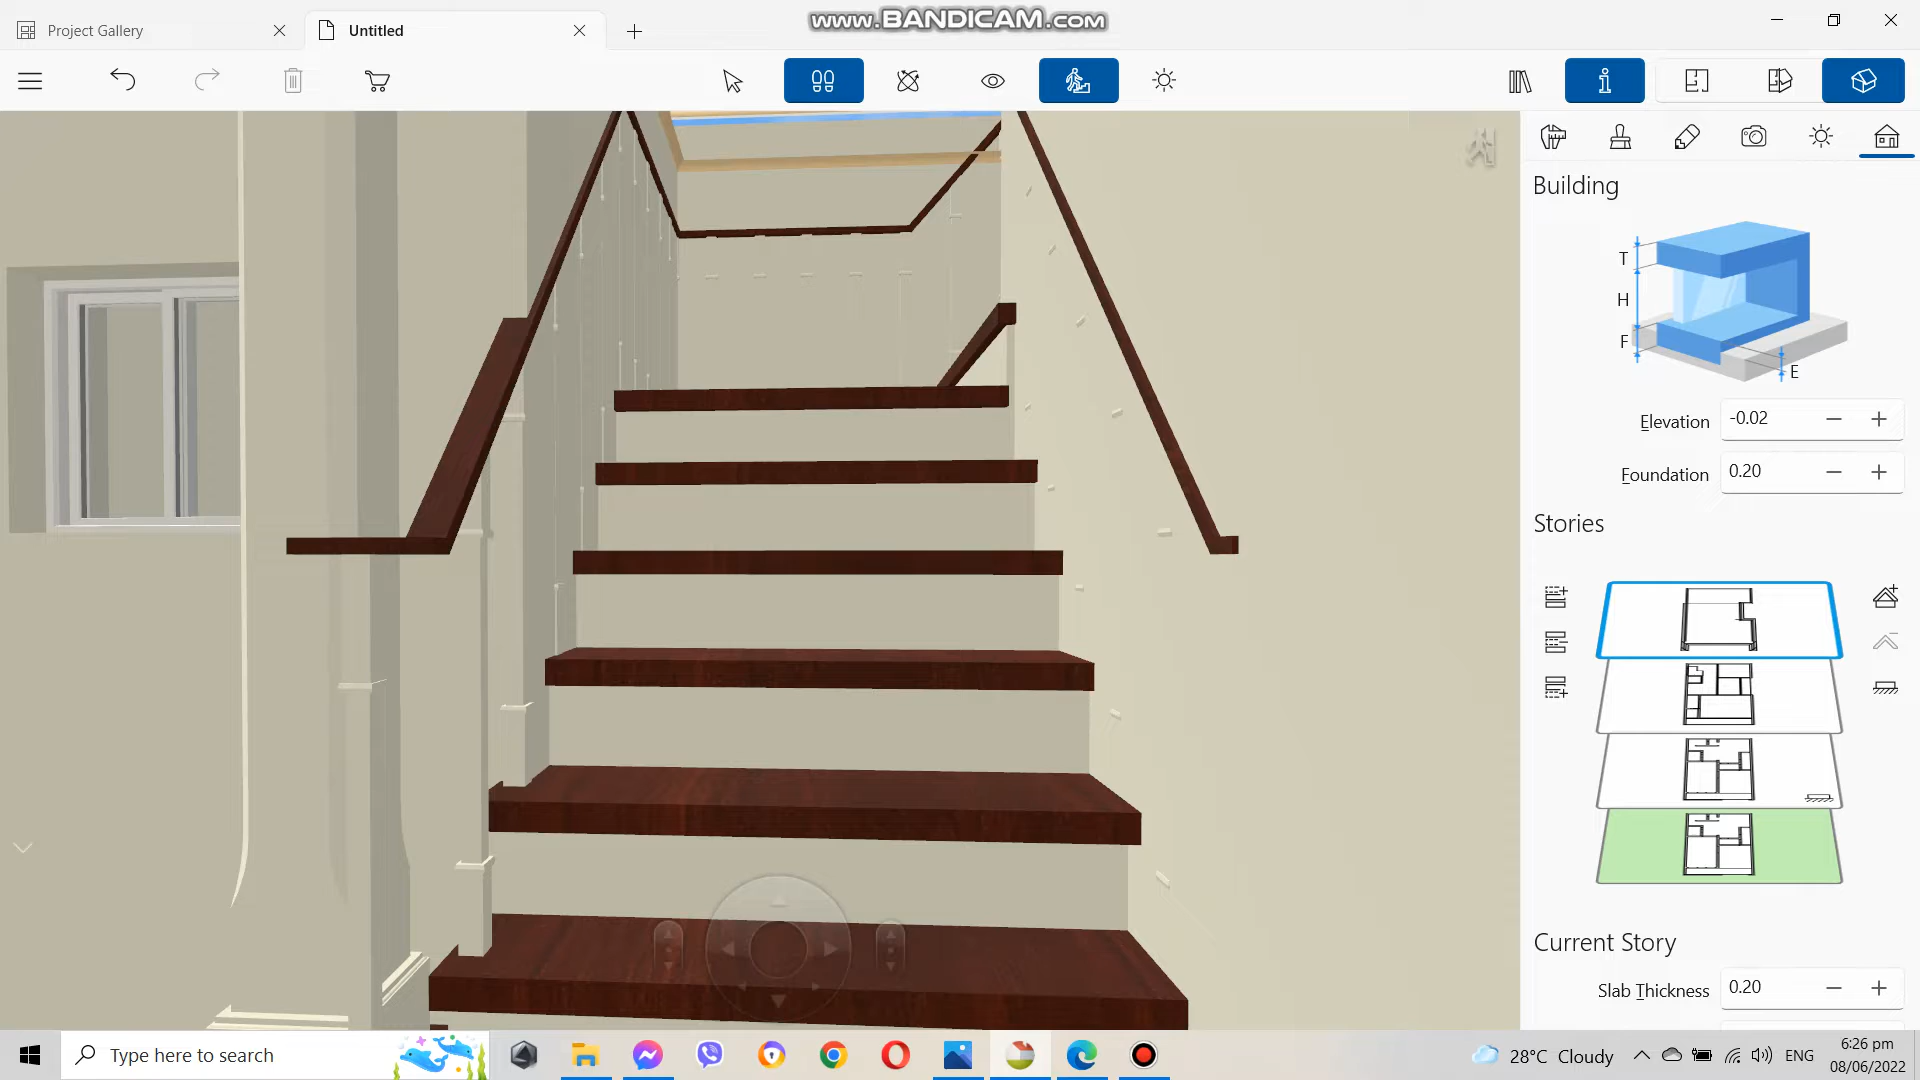 Project Gallery
Untitled
www.BANDICAM.com
Building
T
H
F
E
Elevation -0.02
Foundation 0.20
Stories
Current Story
Slab Thickness 0.20
Type here to search
28°C Cloudy
ENG
6:26 pm
08/06/2022